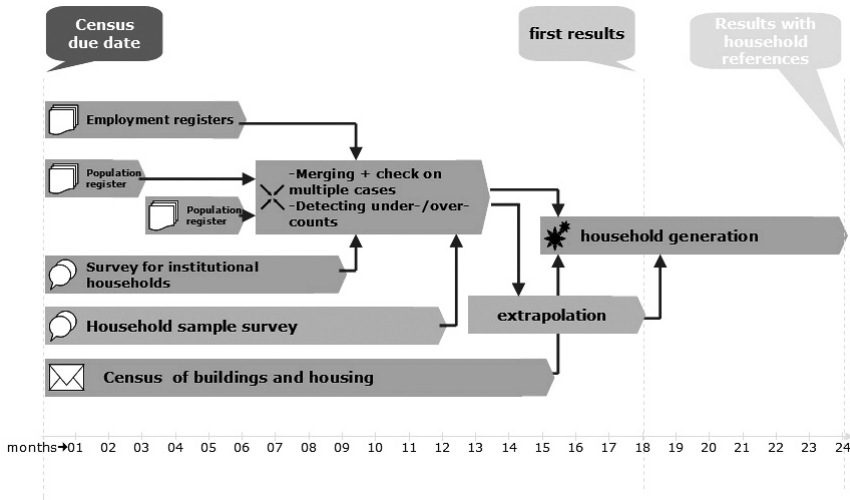 Census
due date
first results
Results with
household
references
Employment registers
Population
register
Population
register
-Merging + check on
multiple cases
-Detecting under-/over-
counts
household generation
Survey for institutional
households
Household sample survey
extrapolation
Census of buildings and housing
months 01 02 03 04 05 06 07 08 09 10 11 12 13 14 15 16 17 18 19 20 21 22 23 24